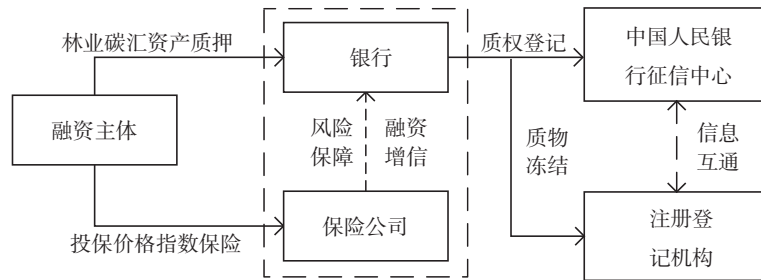 林业碳汇资产质押
银行
质权登记
中国人民银
行征信中心
融资主体
风险
保障
融资
增信
质物
冻结
信息
互通
投保价格指数保险
保险公司
注册登
记机构